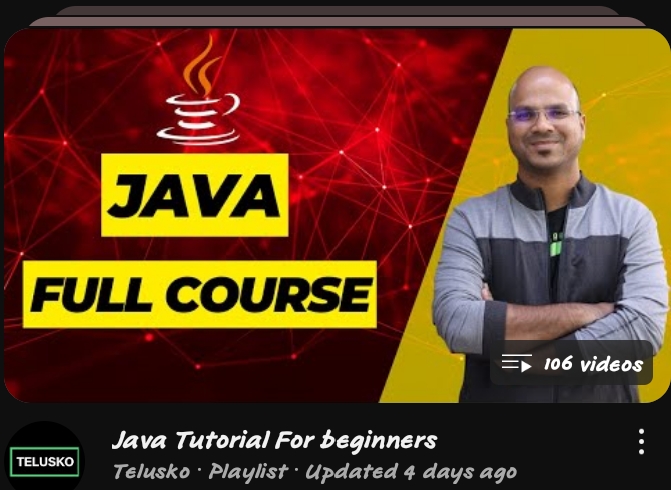 JAVA
FULL COURSE
106 videos
TELUSKO
Java Tutorial For beginners
Telusko · Playlist · Updated 4 days ago